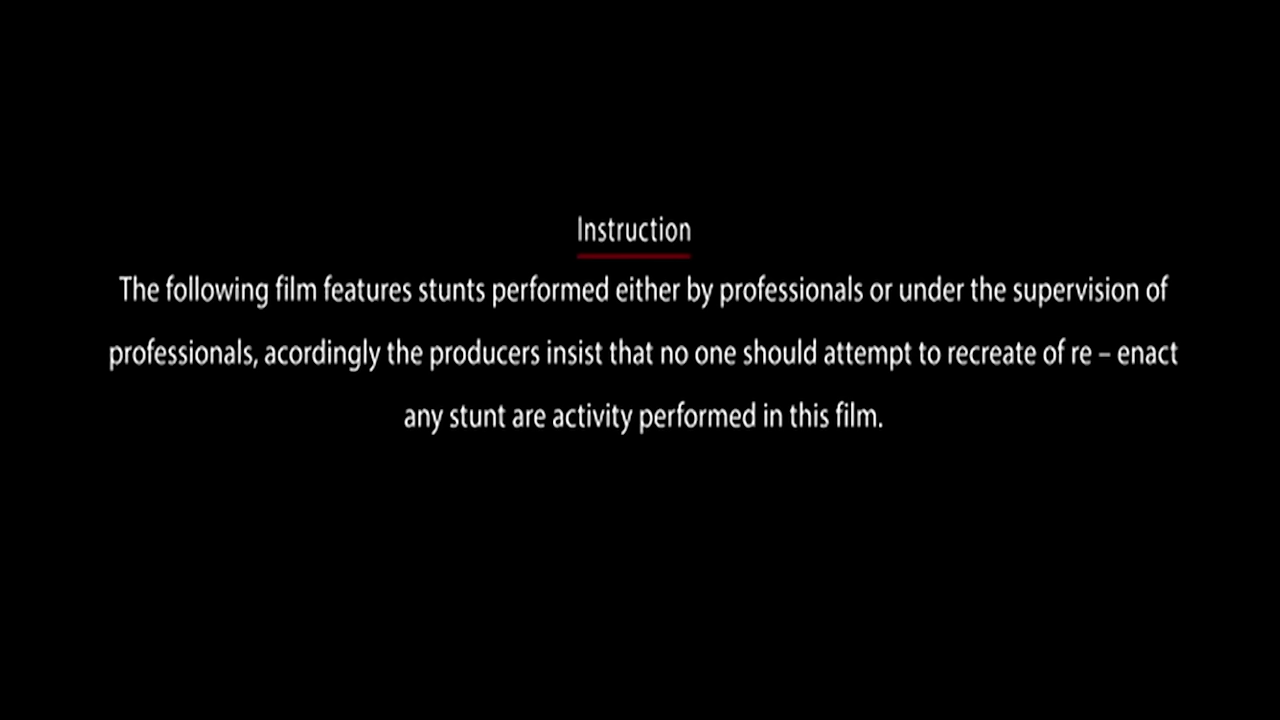 Instruction
The following film features stunts performed either by professionals or under the supervision of
professionals, acordingly the producers insist that no one should attempt to recreate of re – enact
any stunt are activity performed in this film.